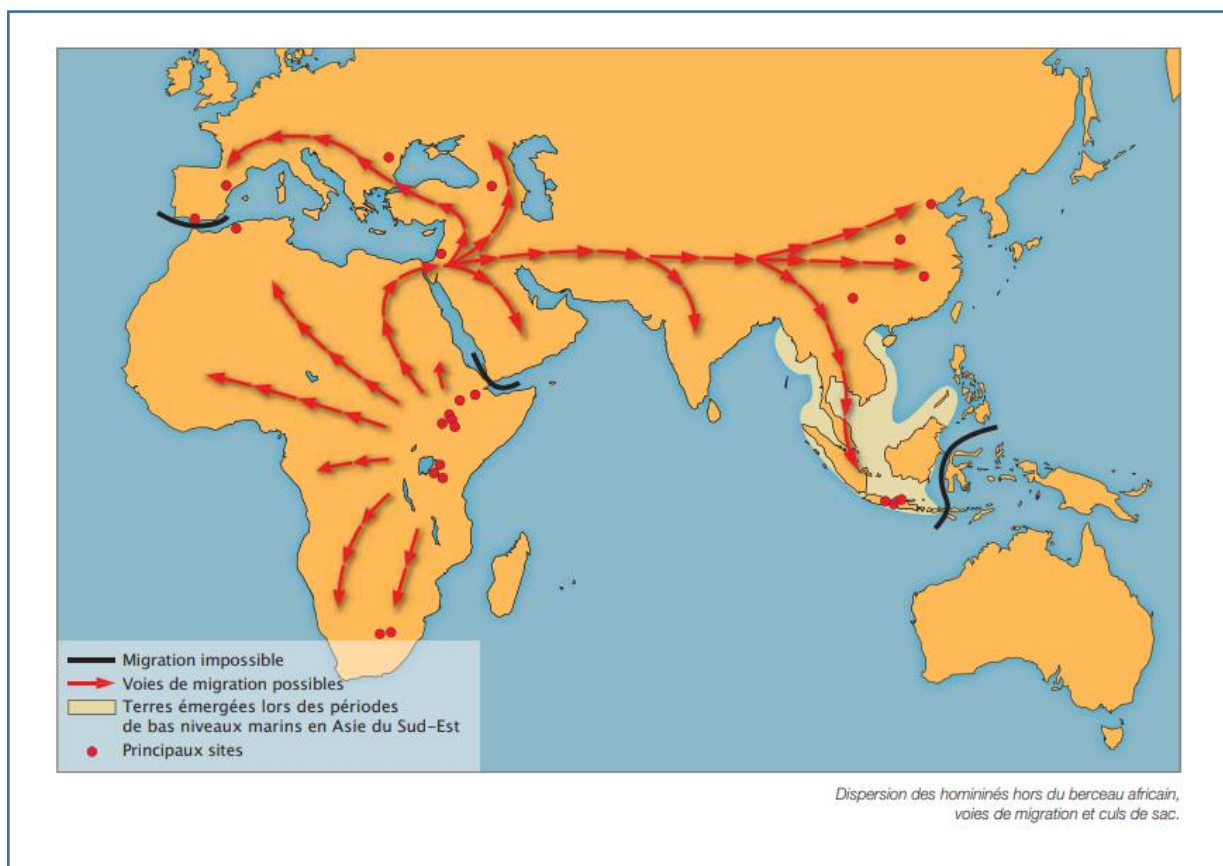 Migration impossible
Voies de migration possibles
Terres émergées lors des périodes
de bas niveaux marins en Asie du Sud-Est
Principaux sites
Dispersion des homininés hors du berceau africain,
voies de migration et culs de sac.